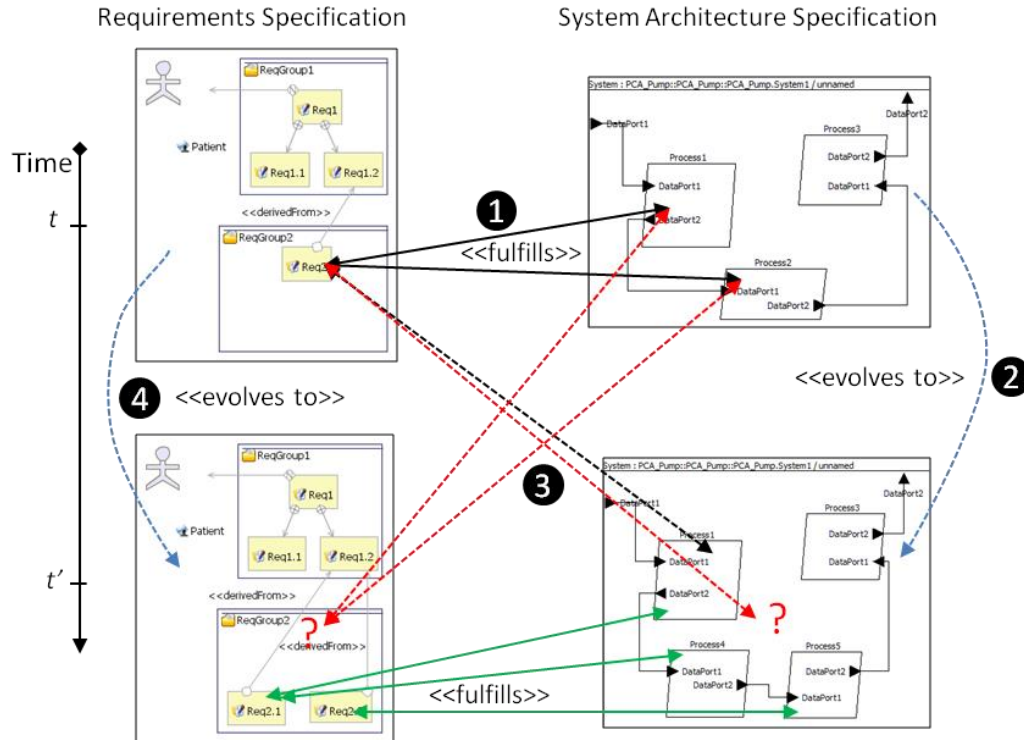 Requirements Specification
System Architecture Specification
ReqGroup1
Req1
Patient
Req1.1
Req1.2
<<derivedFrom>>
ReqGroup2
System : PCA_Pump::PCA_Pump::PCA_Pump.System1 / unnamed
DataPort1
DataPort2
Process3
DataPort2
DataPort1
Process1
DataPort1
DataPort2
Process2
DataPort1
DataPort2
Time
t
1
<<fulfills>>
4
<<evolves to>>
<<evolves to>>
2
3
ReqGroup1
Req1
Patient
Req1.1
Req1.2
<<derivedFrom>>
ReqGroup2
?
<<derivedFrom>>
Req2.1
System : PCA_Pump::PCA_Pump::PCA_Pump.System1 / unnamed
DataPort1
DataPort2
Process3
DataPort2
DataPort1
Process1
DataPort1
DataPort2
?
Process4
DataPort1
DataPort2
Process5
DataPort2
DataPort1
t'
<<fulfills>>